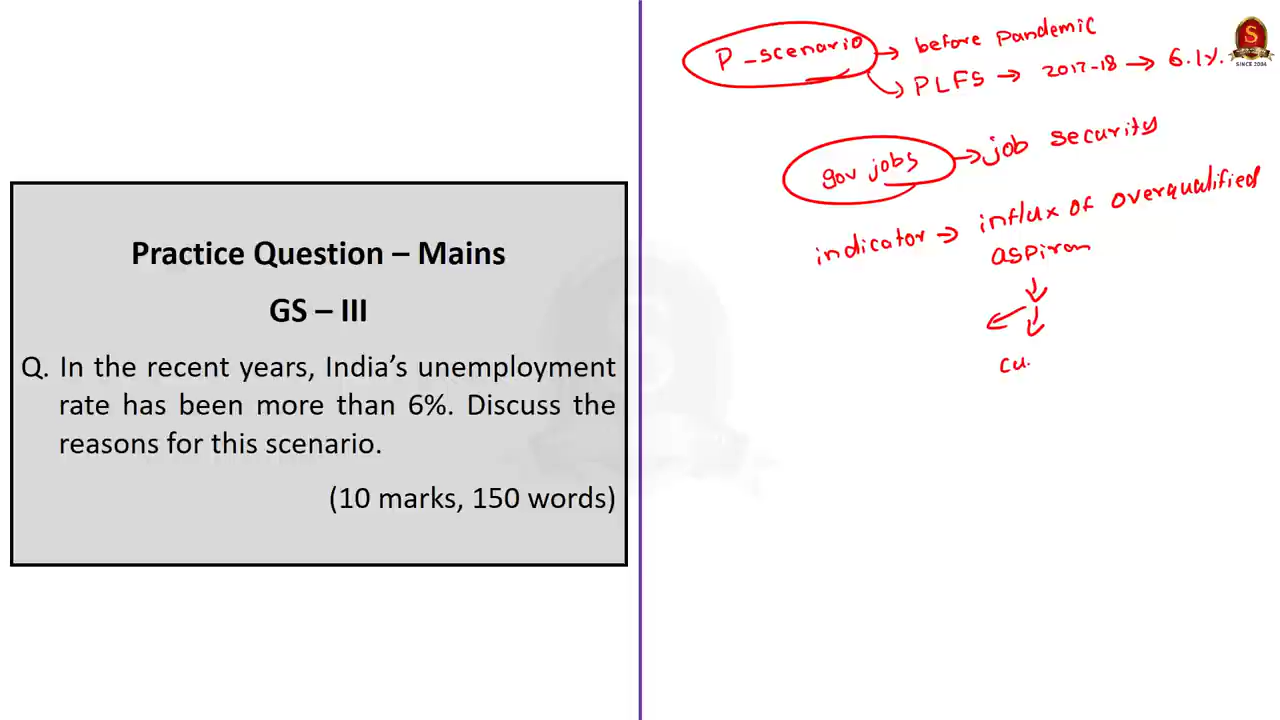 Practice Question – Mains
GS – III
Q. In the recent years, India's unemployment
rate has been more than 6%. Discuss the
reasons for this scenario.
(10 marks, 150 words)
P-scenario → before Pandemic
→ PLFS → 2017-18 → 6.1%.
gov jobs → job security
indicator → influx of overqualified
aspiran
cu.
S
SINCE 2004